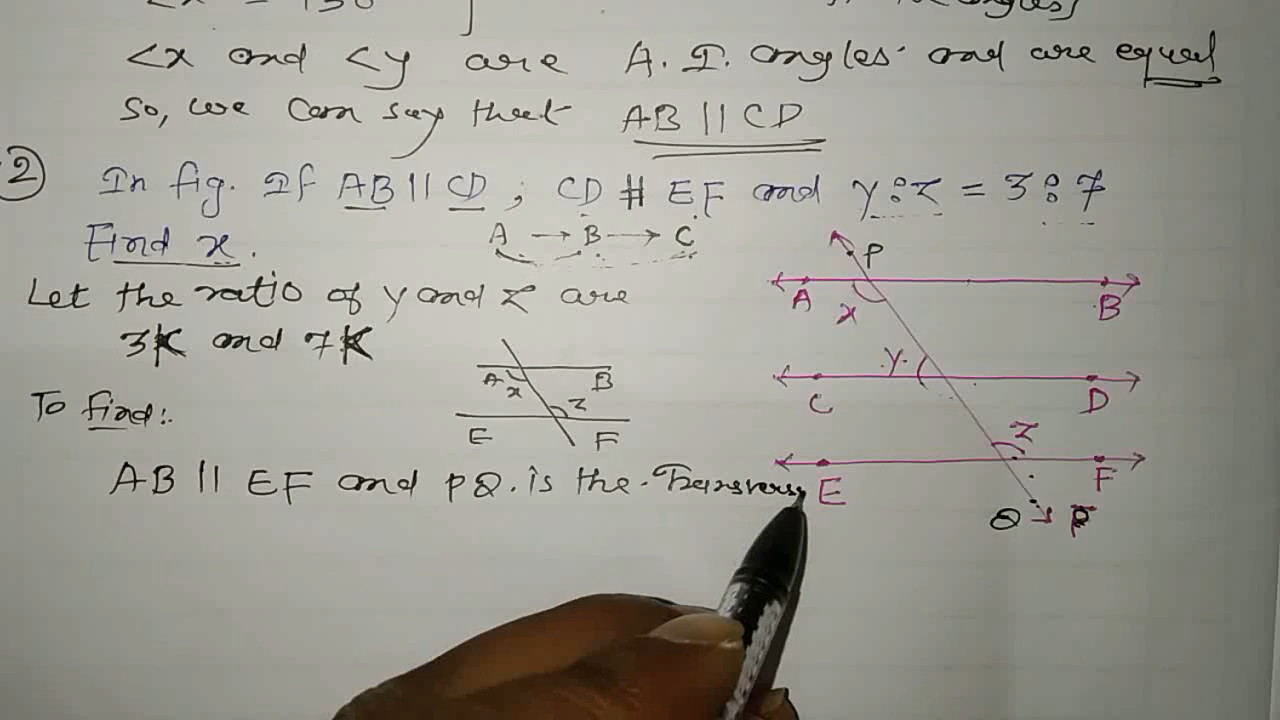 <x and <y are A. I. angles and are equal
So, we can say that AB || CD
2 In fig. If AB || CD ; CD # EF and y:z = 3:7
Find x.
A → B → C
Let the ratio of y and z are
3K and 7K
To find:.
A B
x z
E F
AB || EF and PQ. is the Transvers
P
A B
x
y
C D
z
E F
Q